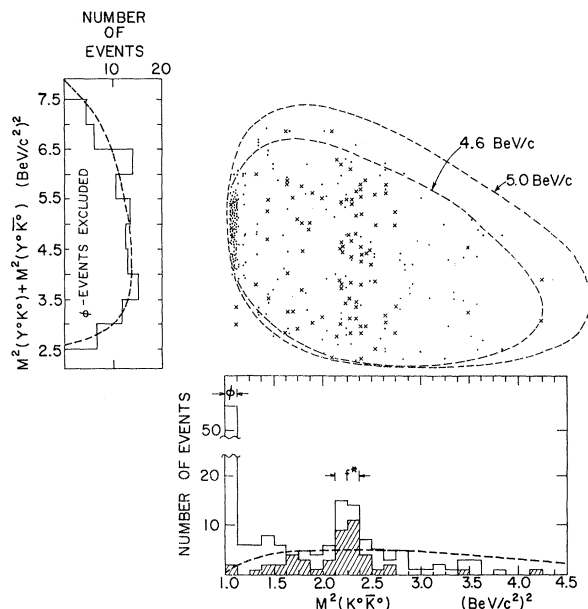 NUMBER
OF
EVENTS
10 20
7.5
6.5
5.5
4.5
3.5
2.5
M²(Y°K°) + M²(Y°K̅°) (BeV/c²)²
ϕ-EVENTS EXCLUDED
4.6 BeV/c
5.0 BeV/c
NUMBER OF EVENTS
50
20
10
ϕ
f*
1.0 1.5 2.0 2.5 3.0 3.5 4.0 4.5
M²(K°K̅°) (BeV/c²)²